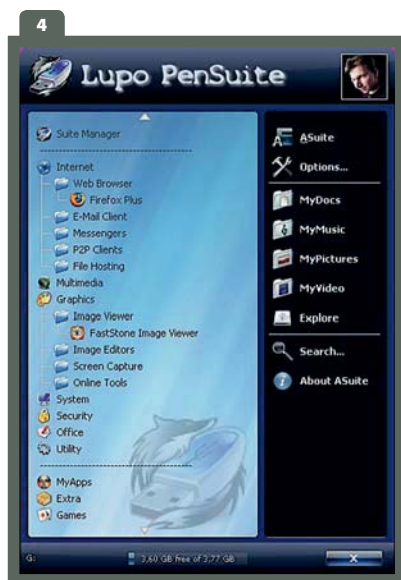 4
Lupo PenSuite
Suite Manager
Internet
Web Browser
Firefox Plus
E-Mail Client
Messengers
P2P Clients
File Hosting
Multimedia
Graphics
Image Viewer
FastStone Image Viewer
Image Editors
Screen Capture
Online Tools
System
Security
Office
Utility
MyApps
Extra
Games
ASuite
Options...
MyDocs
MyMusic
MyPictures
MyVideo
Explore
Search...
About ASuite
G:
3,60 GB free of 3,77 GB
X